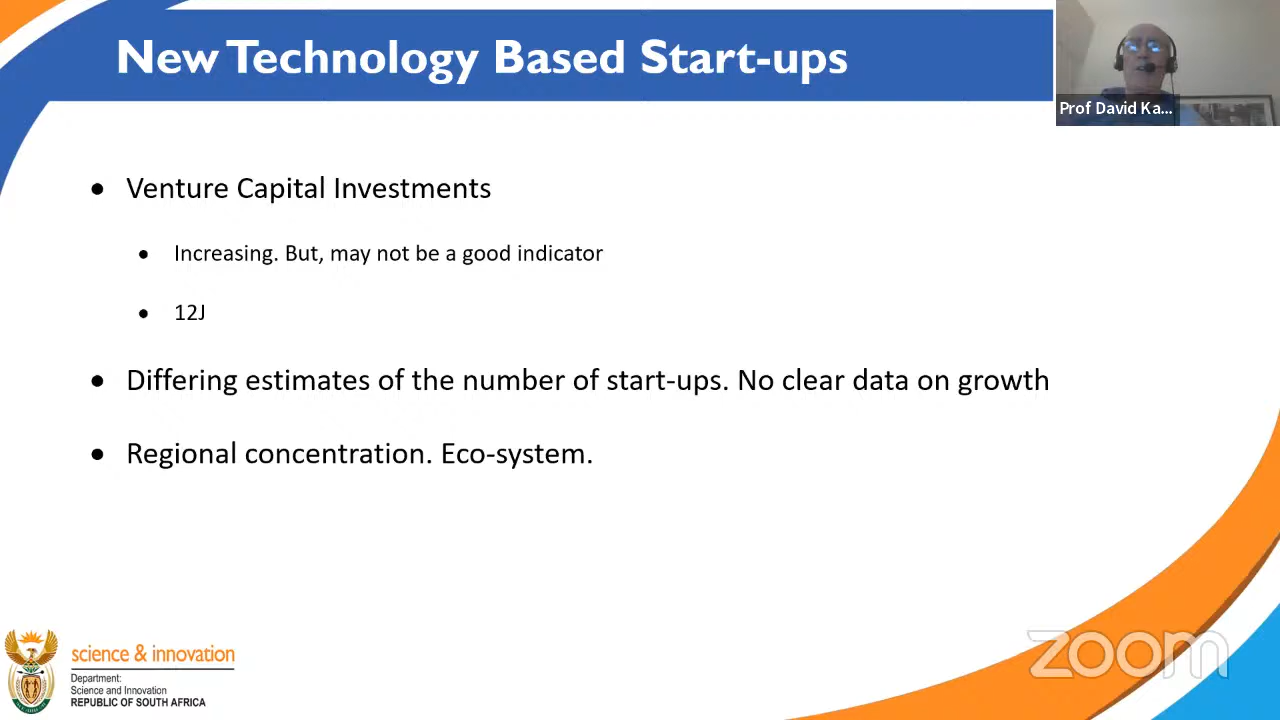 New Technology Based Start-ups
Prof David Ka...
• Venture Capital Investments
• Increasing. But, may not be a good indicator
• 12J
• Differing estimates of the number of start-ups. No clear data on growth
• Regional concentration. Eco-system.
science & innovation
Department:
Science and Innovation
REPUBLIC OF SOUTH AFRICA
zoom